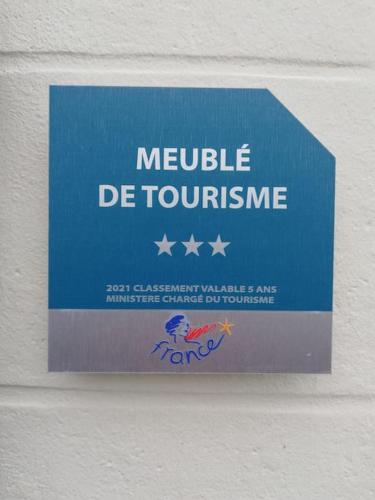 MEUBLÉ
DE TOURISME
2021 CLASSEMENT VALABLE 5 ANS
MINISTERE CHARGÉ DU TOURISME
france